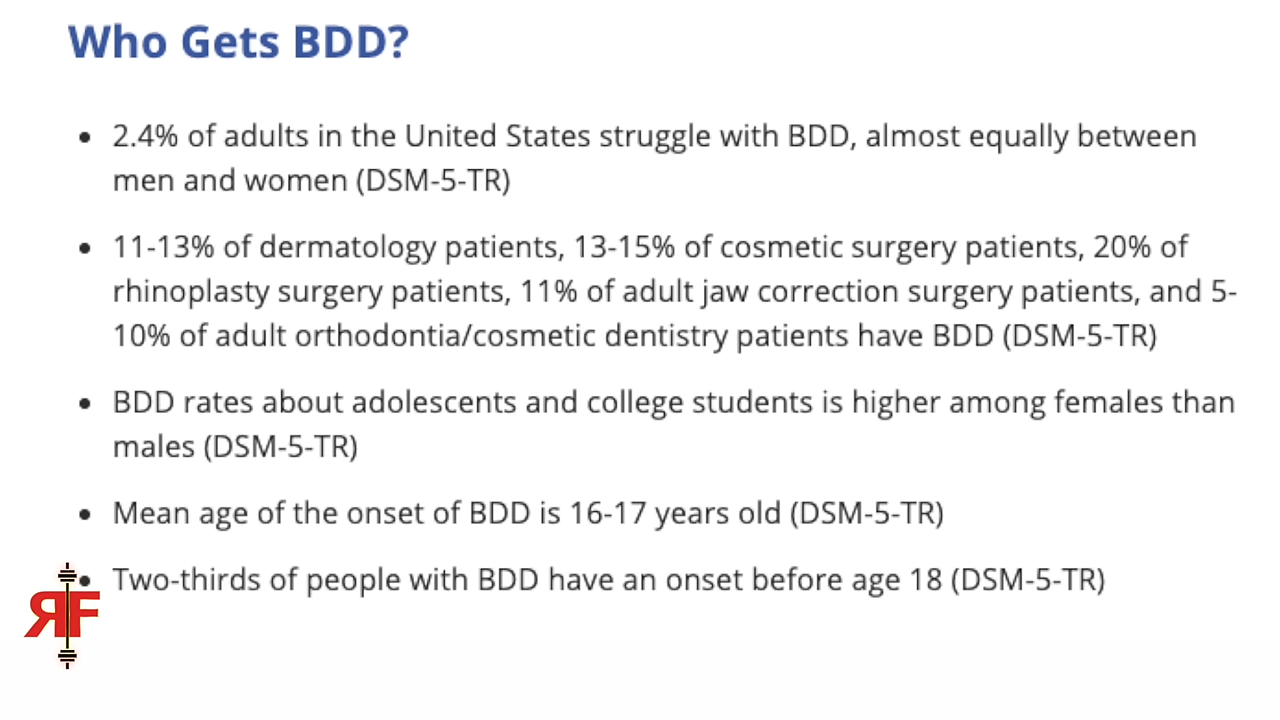 Who Gets BDD?
• 2.4% of adults in the United States struggle with BDD, almost equally between
men and women (DSM-5-TR)
• 11-13% of dermatology patients, 13-15% of cosmetic surgery patients, 20% of
rhinoplasty surgery patients, 11% of adult jaw correction surgery patients, and 5-
10% of adult orthodontia/cosmetic dentistry patients have BDD (DSM-5-TR)
• BDD rates about adolescents and college students is higher among females than
males (DSM-5-TR)
• Mean age of the onset of BDD is 16-17 years old (DSM-5-TR)
• Two-thirds of people with BDD have an onset before age 18 (DSM-5-TR)
RF